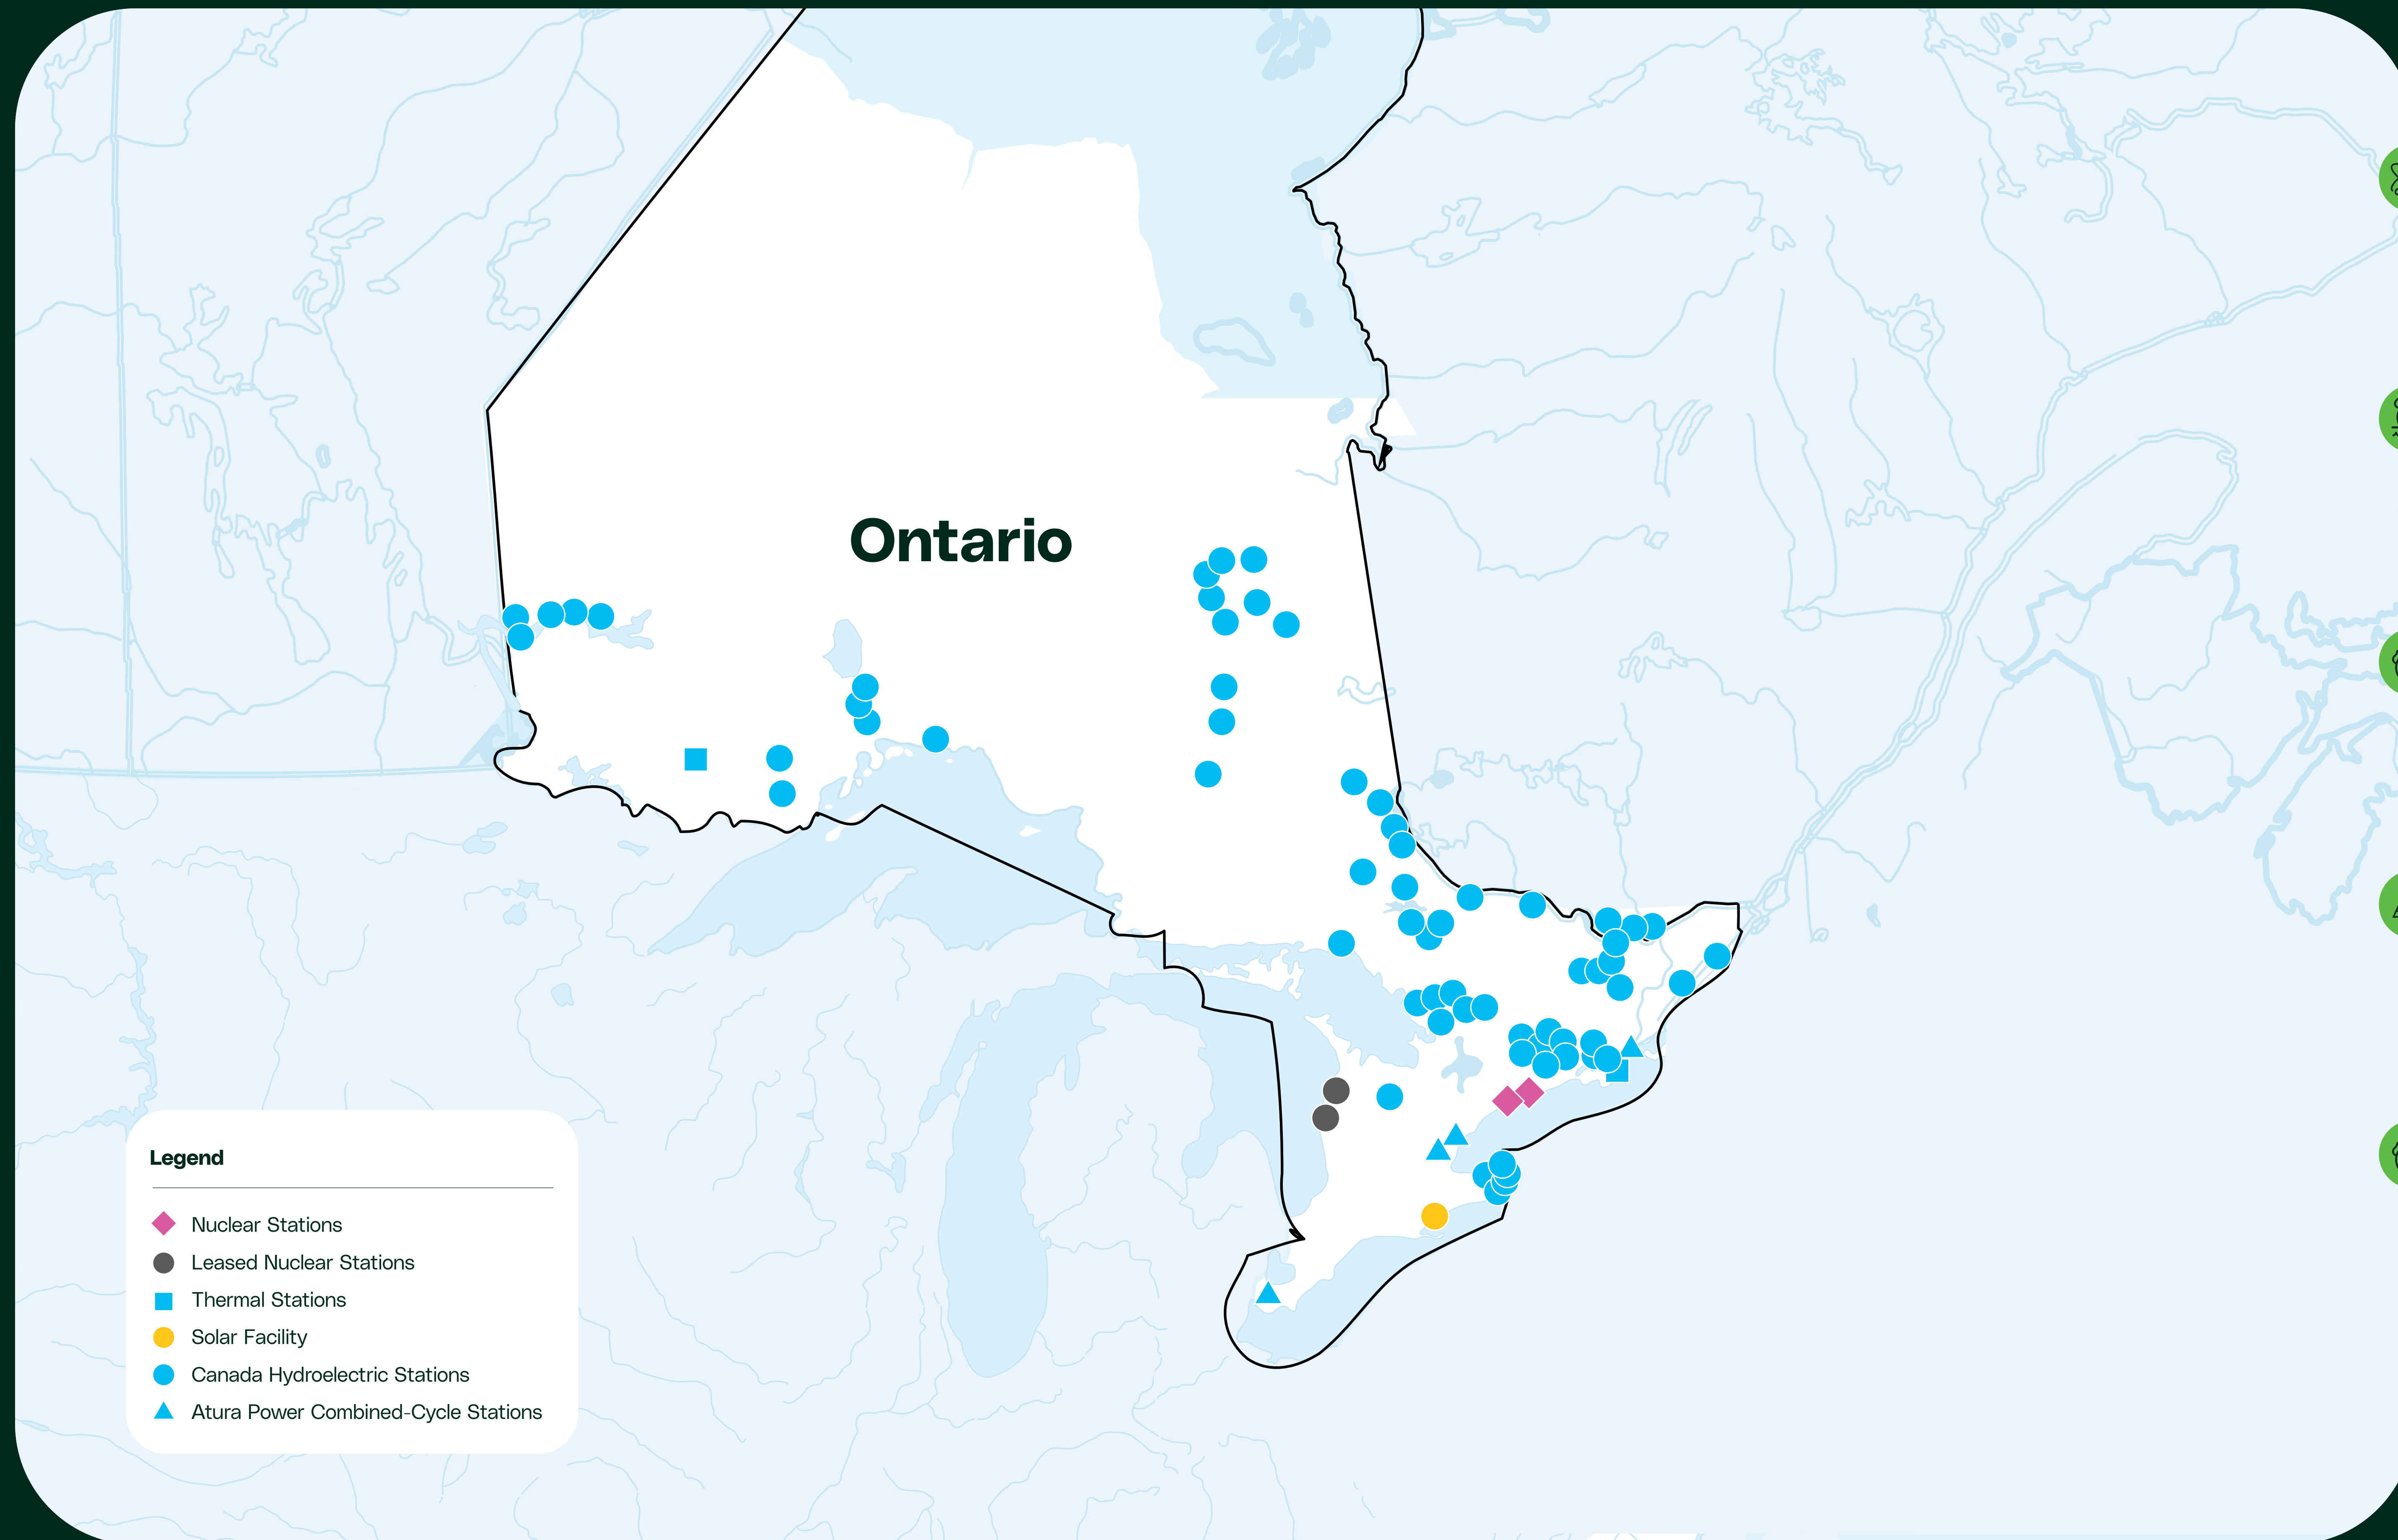 Ontario
Legend
Nuclear Stations
Leased Nuclear Stations
Thermal Stations
Solar Facility
Canada Hydroelectric Stations
Atura Power Combined-Cycle Stations